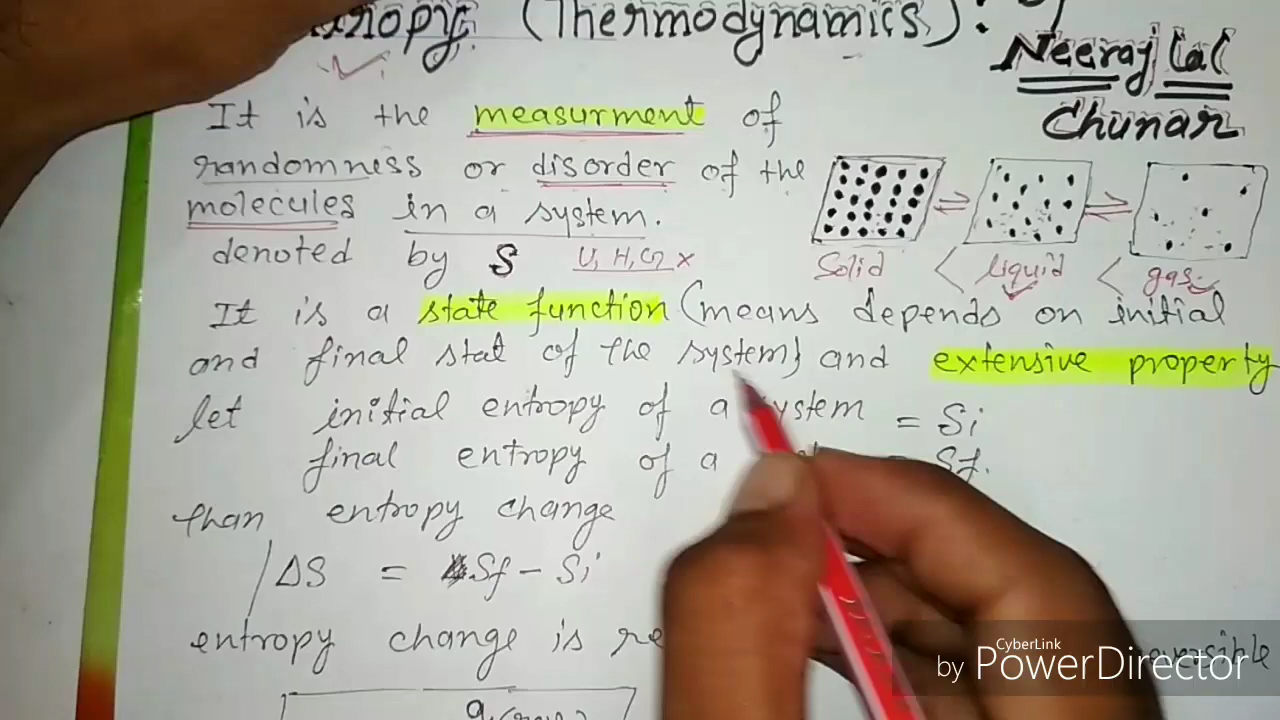 (Thermodynamics):
Neeraj Lal
Chunar
It is the measurment of
randomness or disorder of the
molecules in a system.
denoted by S U, H, G x
Solid < liquid < gas
It is a state function (means depends on initial
and final stat of the system) and extensive property
let initial entropy of a system = Si
final entropy of a = Sf.
than entropy change
ΔS = Sf - Si
entropy change is
CyberLink
by PowerDirector